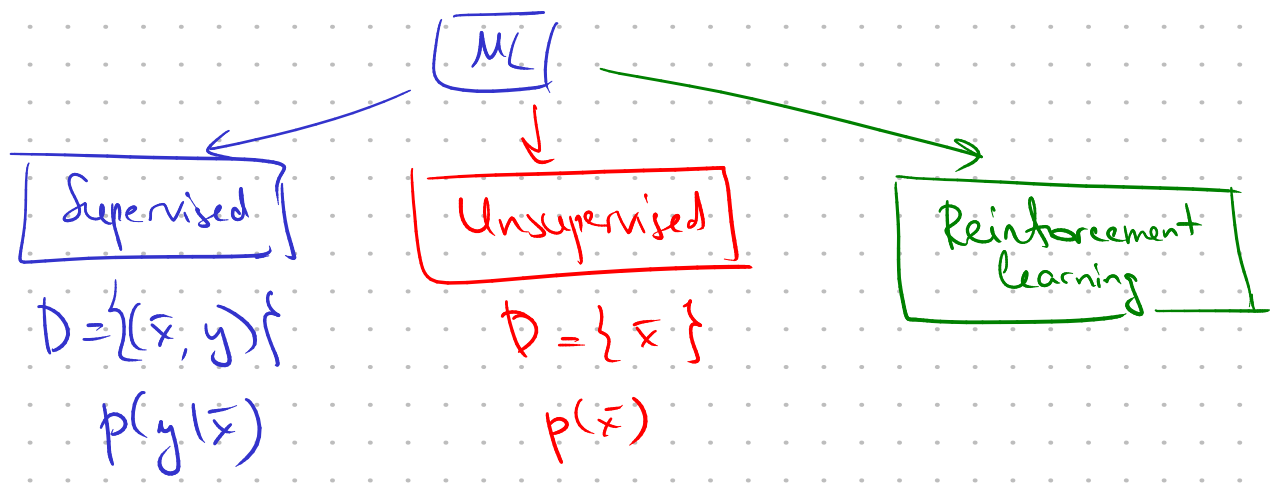 ML
Supervised
D = {(x̄, y)}
p(y|x̄)
Unsupervised
D = { x̄ }
p(x̄)
Reinforcement
Learning